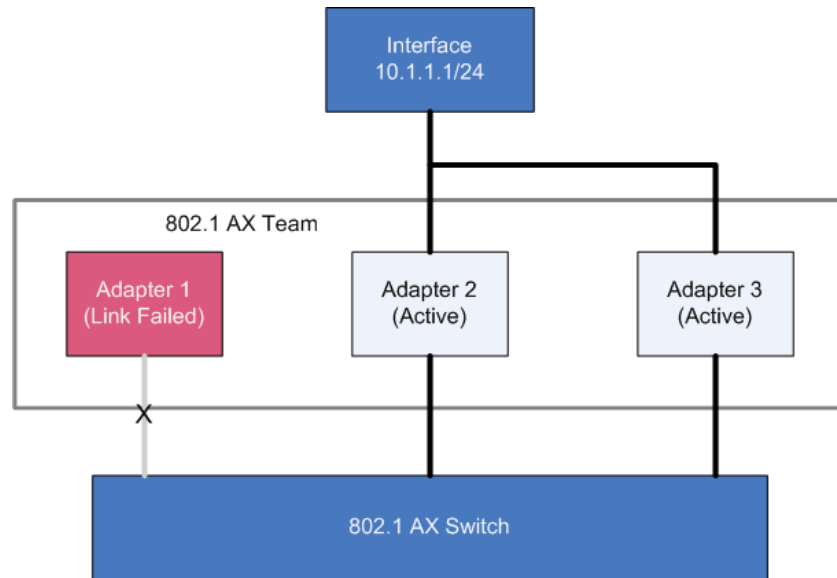 Interface
10.1.1.1/24
802.1 AX Team
Adapter 1
(Link Failed)
Adapter 2
(Active)
Adapter 3
(Active)
X
802.1 AX Switch